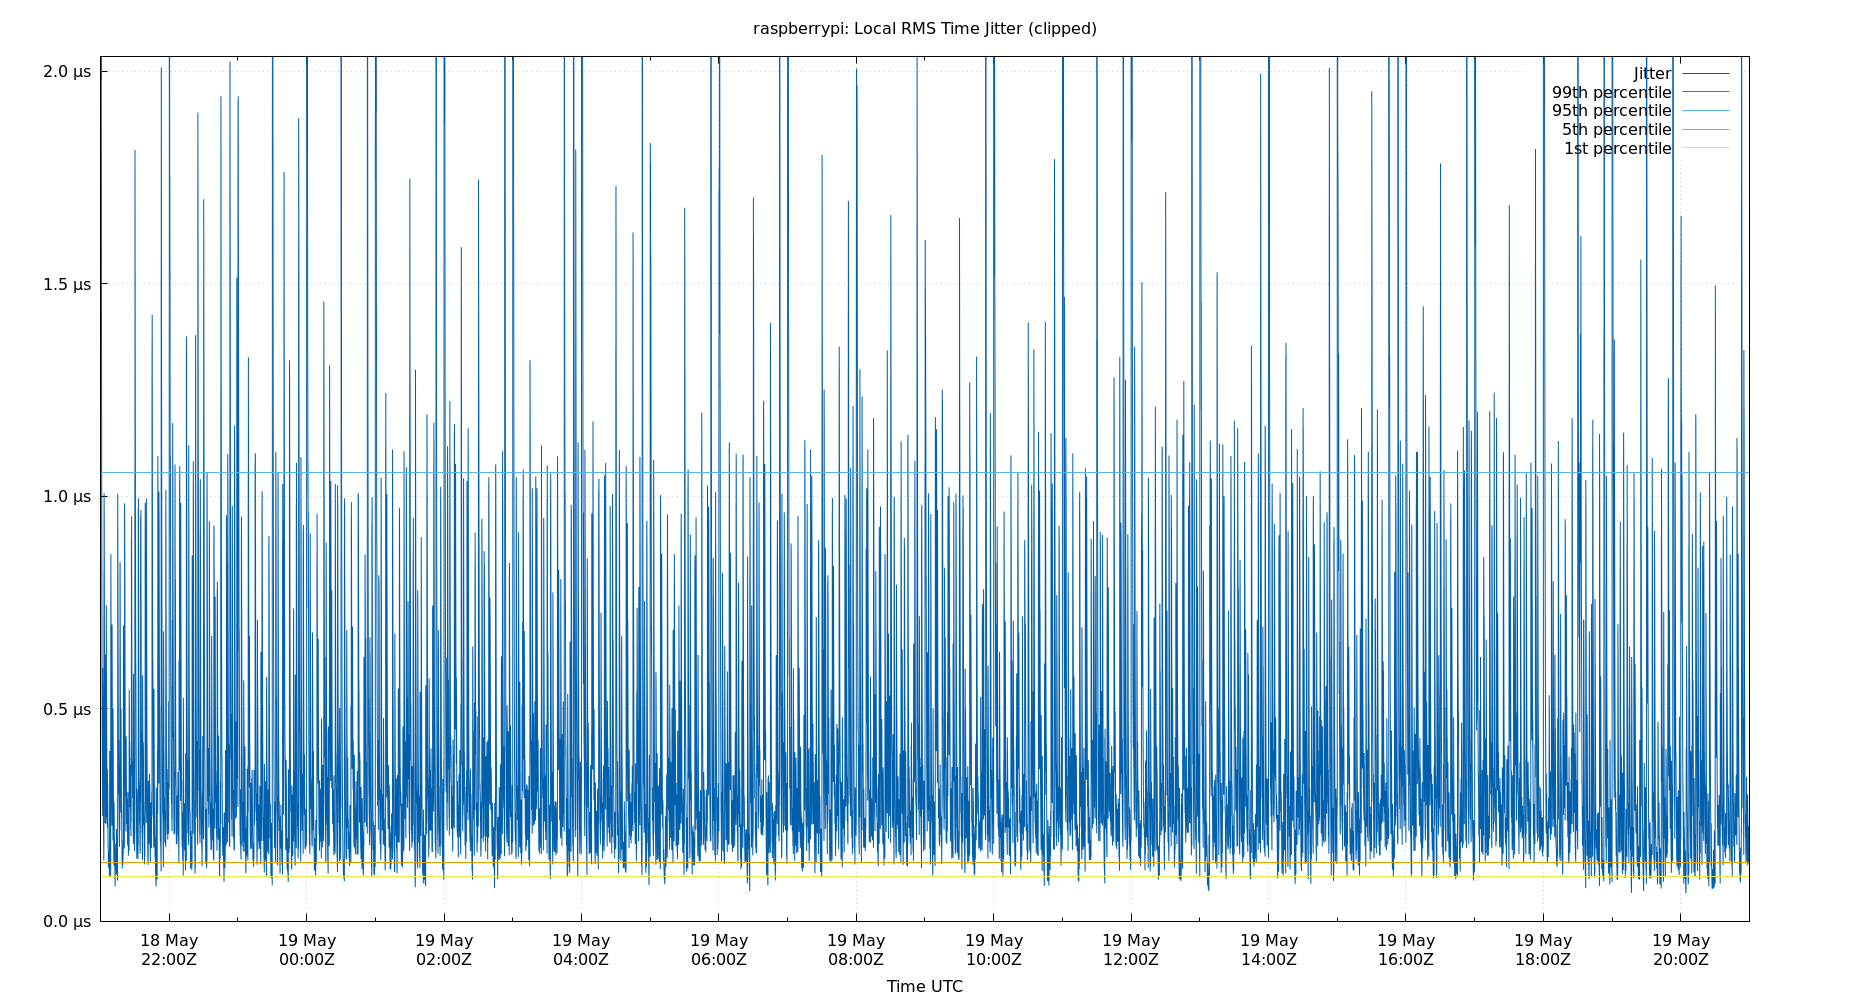 raspberrypi: Local RMS Time Jitter (clipped)
2.0 µs
1.5 µs
1.0 µs
0.5 µs
0.0 µs
Jitter
99th percentile
95th percentile
5th percentile
1st percentile
18 May 19 May 19 May 19 May 19 May 19 May 19 May 19 May 19 May 19 May 19 May 19 May
22:00Z 00:00Z 02:00Z 04:00Z 06:00Z 08:00Z 10:00Z 12:00Z 14:00Z 16:00Z 18:00Z 20:00Z
Time UTC